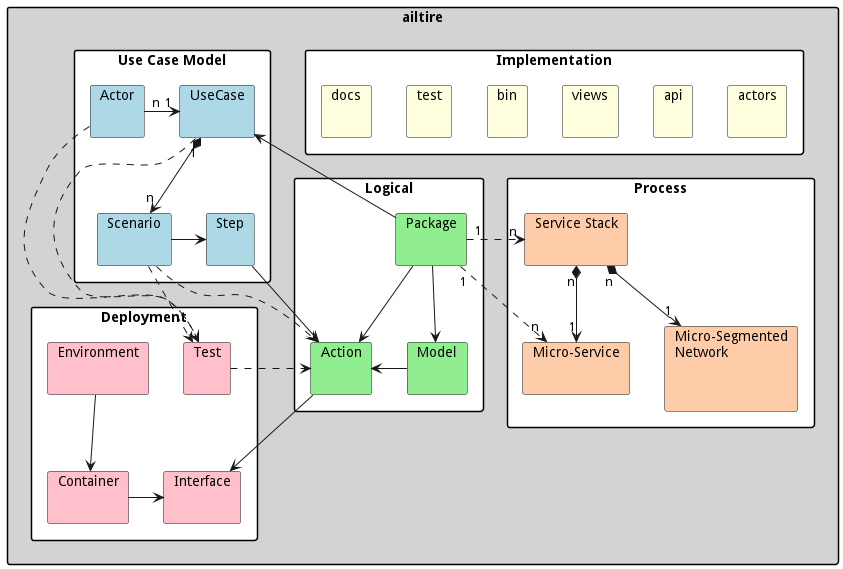 ailtire
Use Case Model
Actor
n 1
UseCase
1
n
Scenario
Step
Implementation
docs
test
bin
views
api
actors
Logical
Package
1
n
1
n
Action
Model
Process
Service Stack
n
n
1
1
Micro-Service
Micro-Segmented
Network
Deployment
Environment
Test
Container
Interface